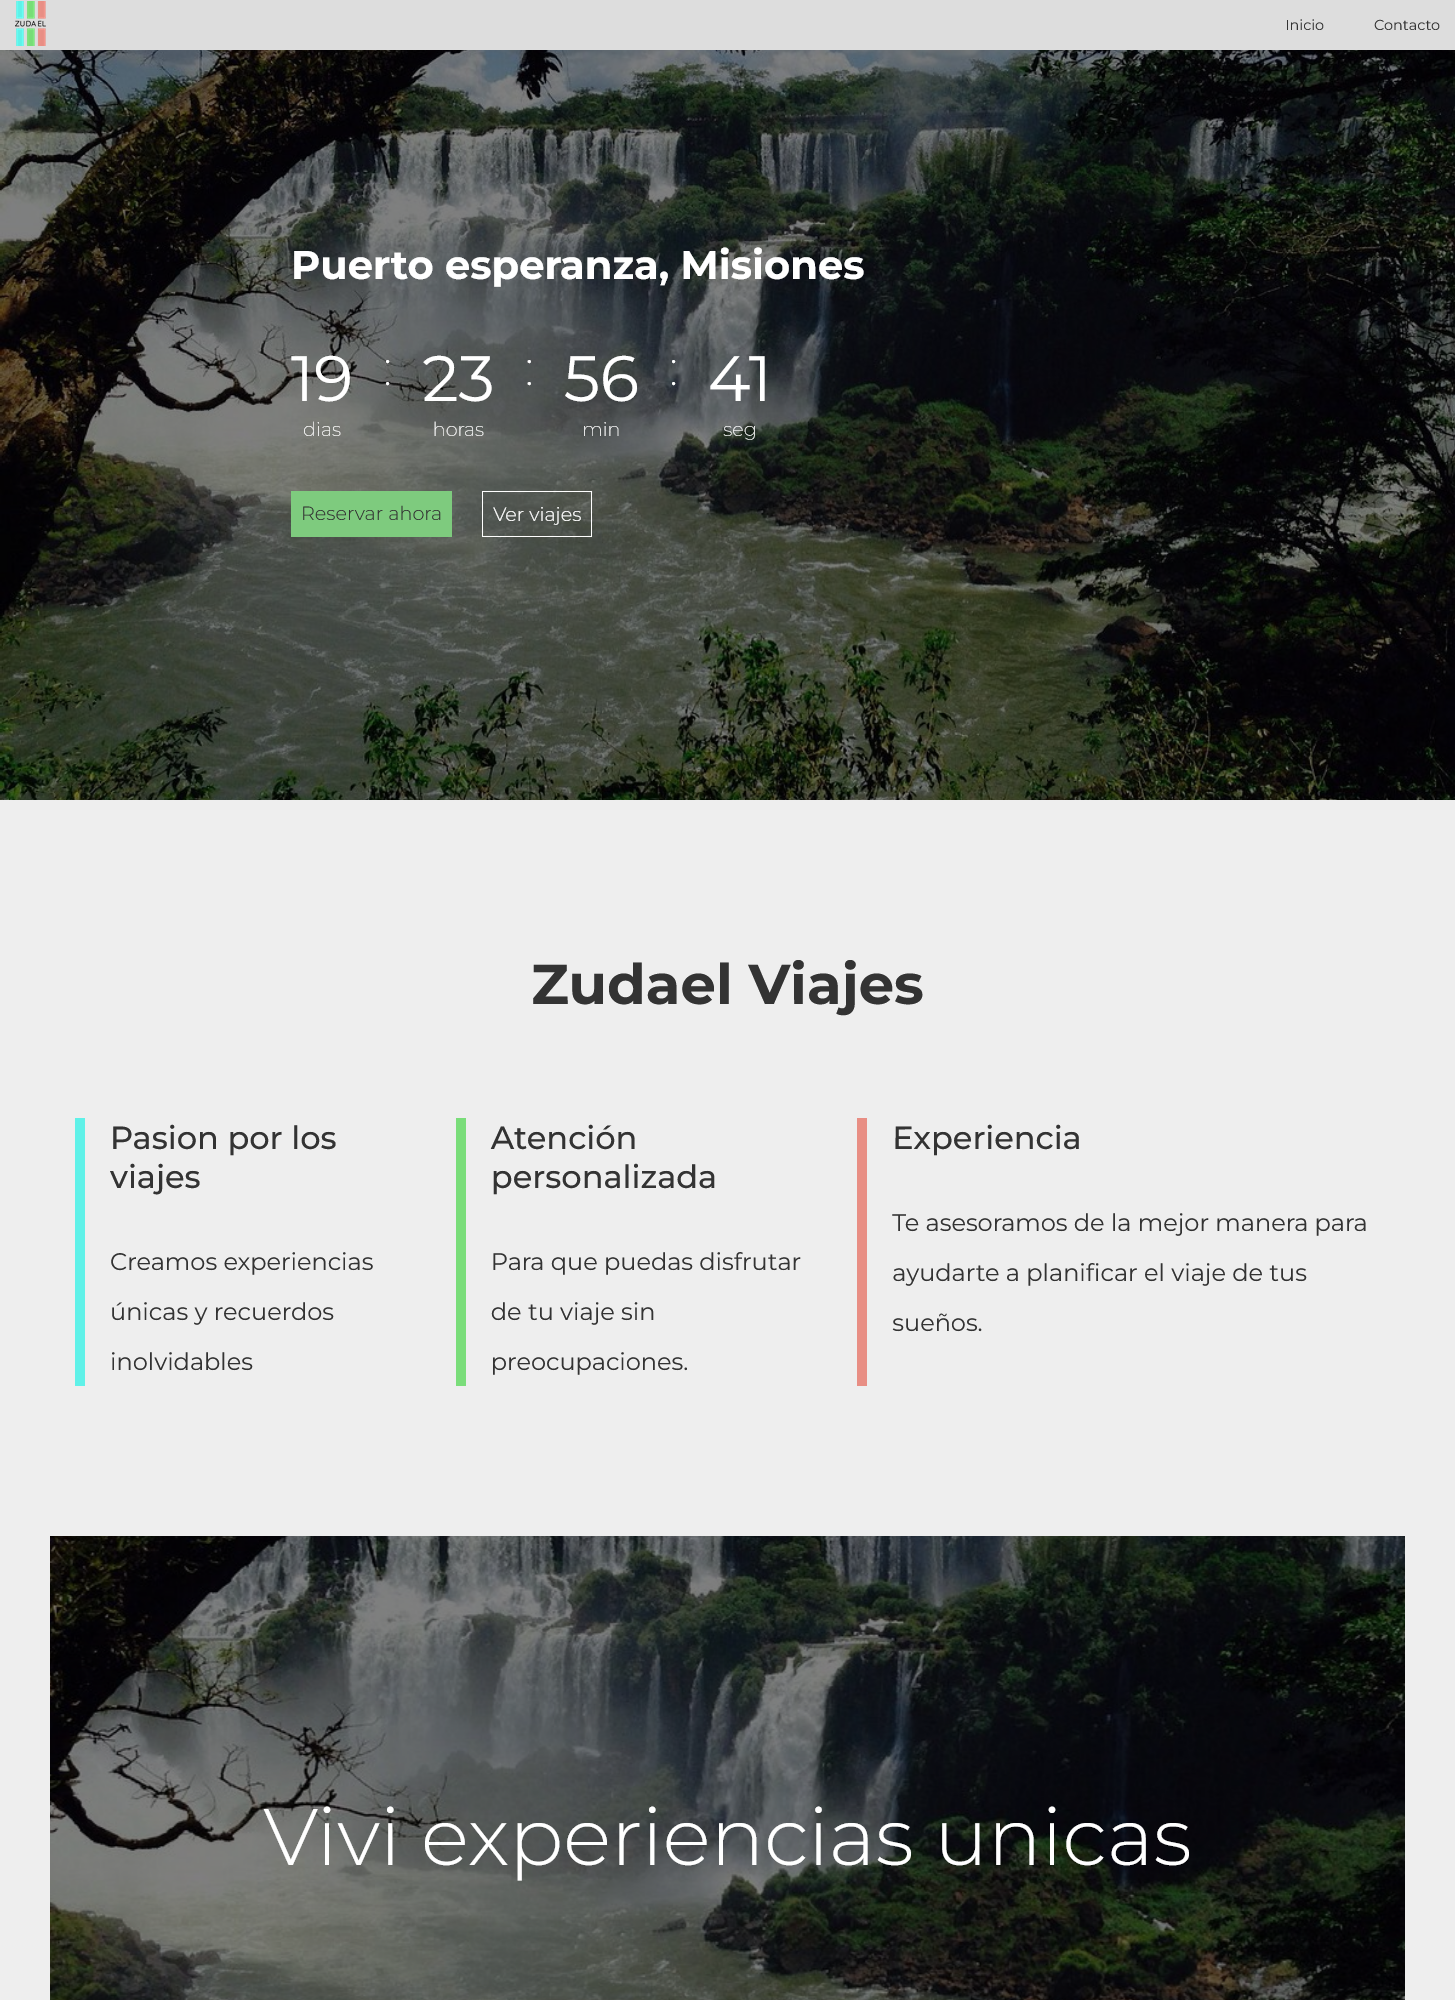 ZUDAEL
Inicio Contacto
Puerto esperanza, Misiones
19 : 23 : 56 : 41
dias horas min seg
Reservar ahora Ver viajes
Zudael Viajes
Pasion por los
viajes
Creamos experiencias
únicas y recuerdos
inolvidables
Atención
personalizada
Para que puedas disfrutar
de tu viaje sin
preocupaciones.
Experiencia
Te asesoramos de la mejor manera para
ayudarte a planificar el viaje de tus
sueños.
Vivi experiencias unicas